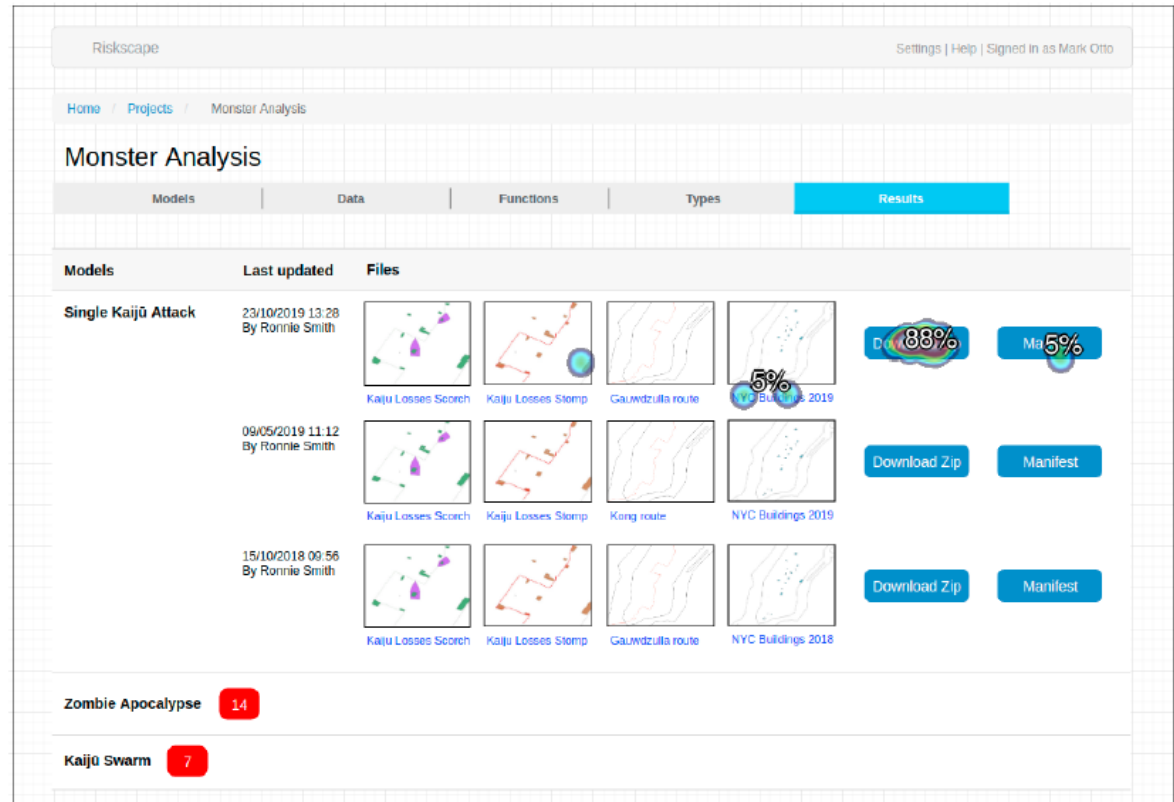 Riskscape
Settings | Help | Signed in as Mark Otto
Home / Projects / Monster Analysis
Monster Analysis
Models Data Functions Types Results
Models Last updated Files
Single Kaijū Attack
23/10/2019 13:28
By Ronnie Smith
88%
5%
5%
Kaiju Losses Scorch Kaiju Losses Stomp Gauwdzulla route NYC Buildings 2019
09/05/2019 11:12
By Ronnie Smith
Download Zip Manifest
Kaiju Losses Scorch Kaiju Losses Stomp Kong route NYC Buildings 2019
15/10/2018 09:56
By Ronnie Smith
Download Zip Manifest
Kaiju Losses Scorch Kaiju Losses Stomp Gauwdzulla route NYC Buildings 2018
Zombie Apocalypse 14
Kaijū Swarm 7